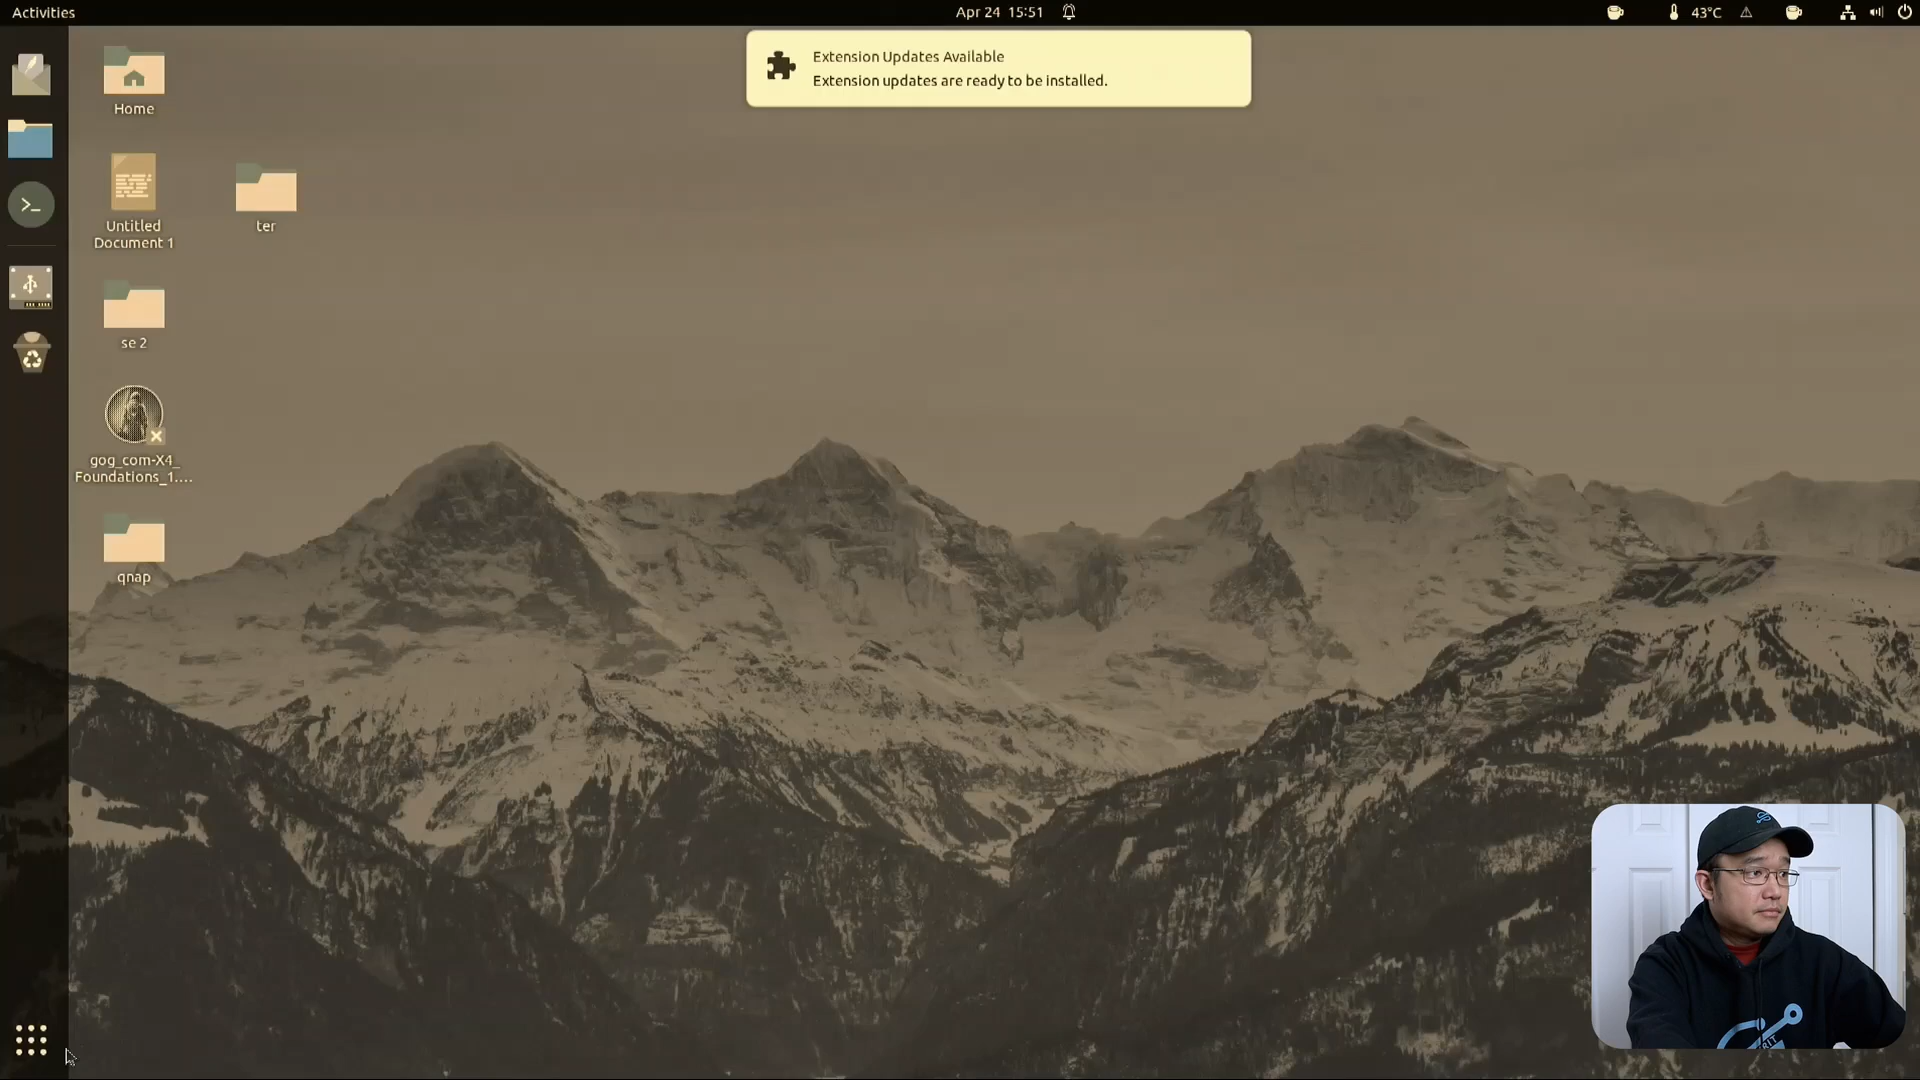 Activities
Apr 24 15:51
43°C
Extension Updates Available
Extension updates are ready to be installed.
Home
Untitled
Document 1
ter
se 2
gog_com-X4_
Foundations_1....
qnap